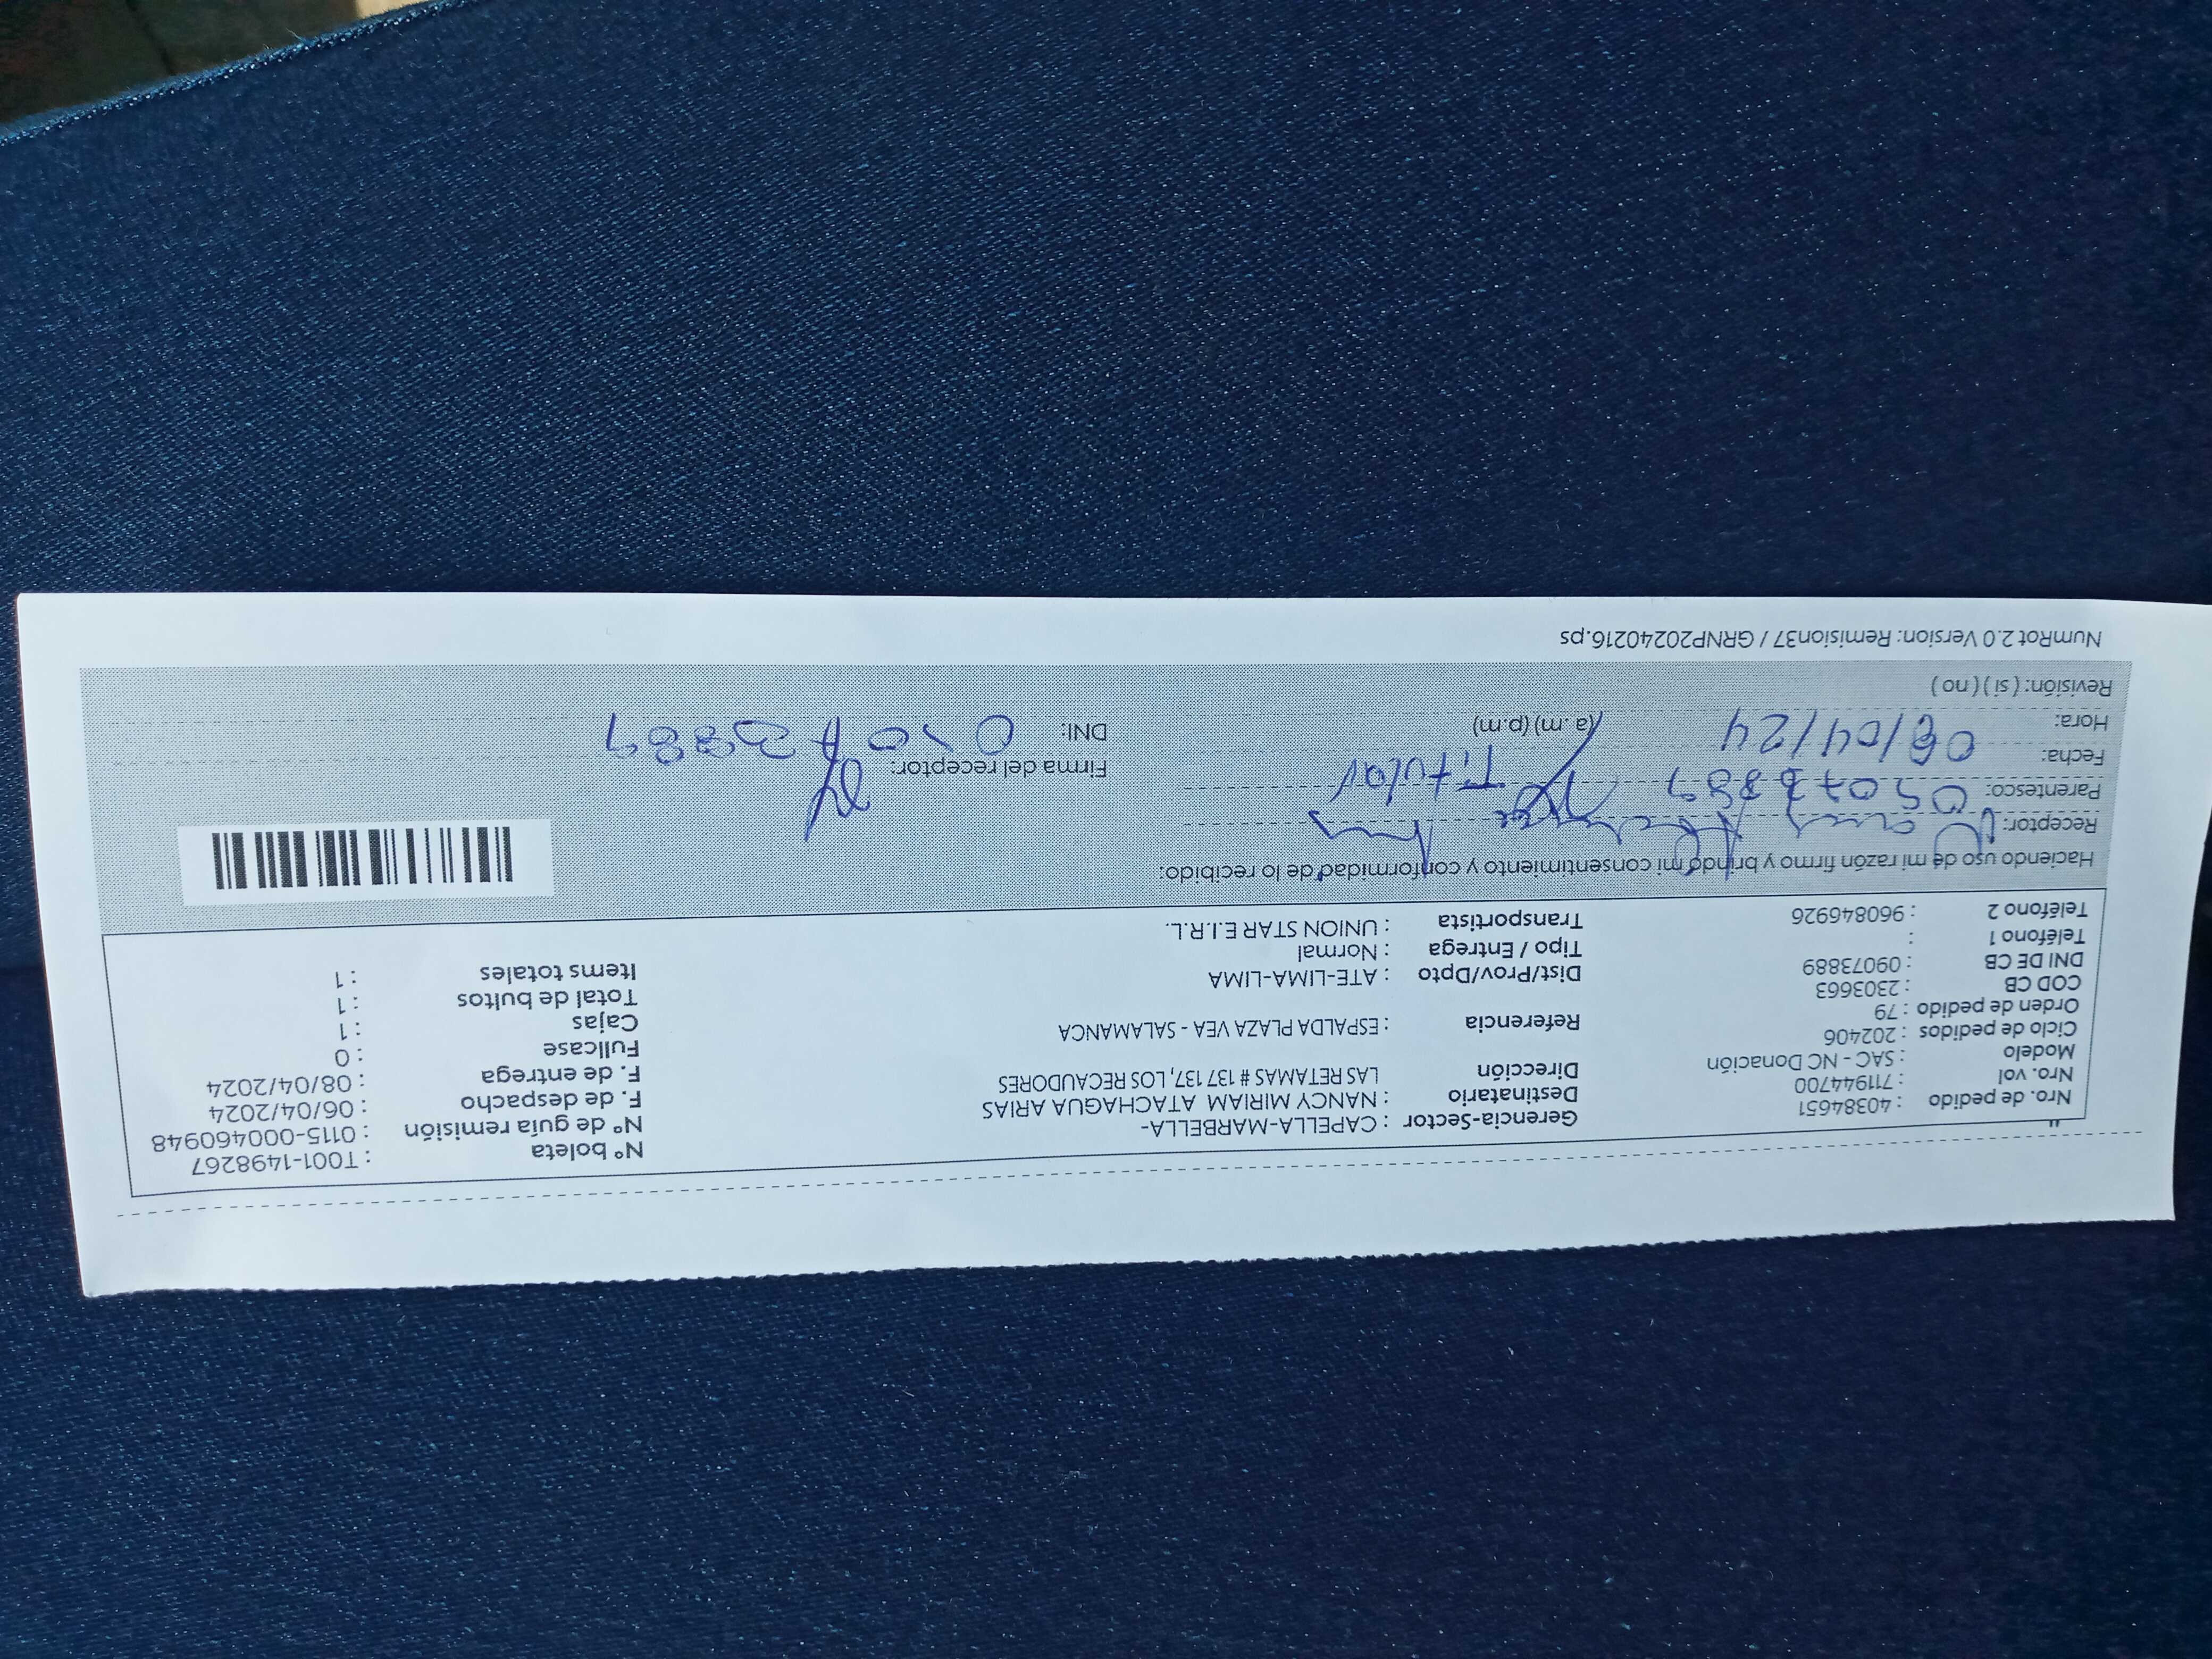 Nro. de pedido : 40384651
Nro. vol : 711944700
Modelo : SAC - NC Donación
Ciclo de pedidos : 202406
Orden de pedido : 79
COD CB : 2303663
DNI DE CB : 09073889
Teléfono 1 :
Teléfono 2 : 960846926
Gerencia-Sector : CAPELLA-MARBELLA-
Destinatario : NANCY MIRIAM ATACHAGUA ARIAS
Dirección LAS RETAMAS # 137 137, LOS RECAUDORES
Referencia : ESPALDA PLAZA VEA - SALAMANCA
Dist/Prov/Dpto : ATE-LIMA-LIMA
Tipo / Entrega : Normal
Transportista : UNION STAR E.I.R.L.
N° boleta : T001-1498267
N° de guía remisión : 0115-000460948
F. de despacho : 06/04/2024
F. de entrega : 08/04/2024
Fullcase : 0
Cajas : 1
Total de bultos : 1
Items totales : 1
Haciendo uso de mi razón firmo y brindo mi consentimiento y conformidad de lo recibido:
Receptor:
Parentesco: Titular
Fecha: 06/04/24
Hora: (a.m) (p.m)
Revisión: ( si ) ( no )
Firma del receptor:
DNI:
NumRot 2.0 Version: Remision37 / GRNP20240216.ps